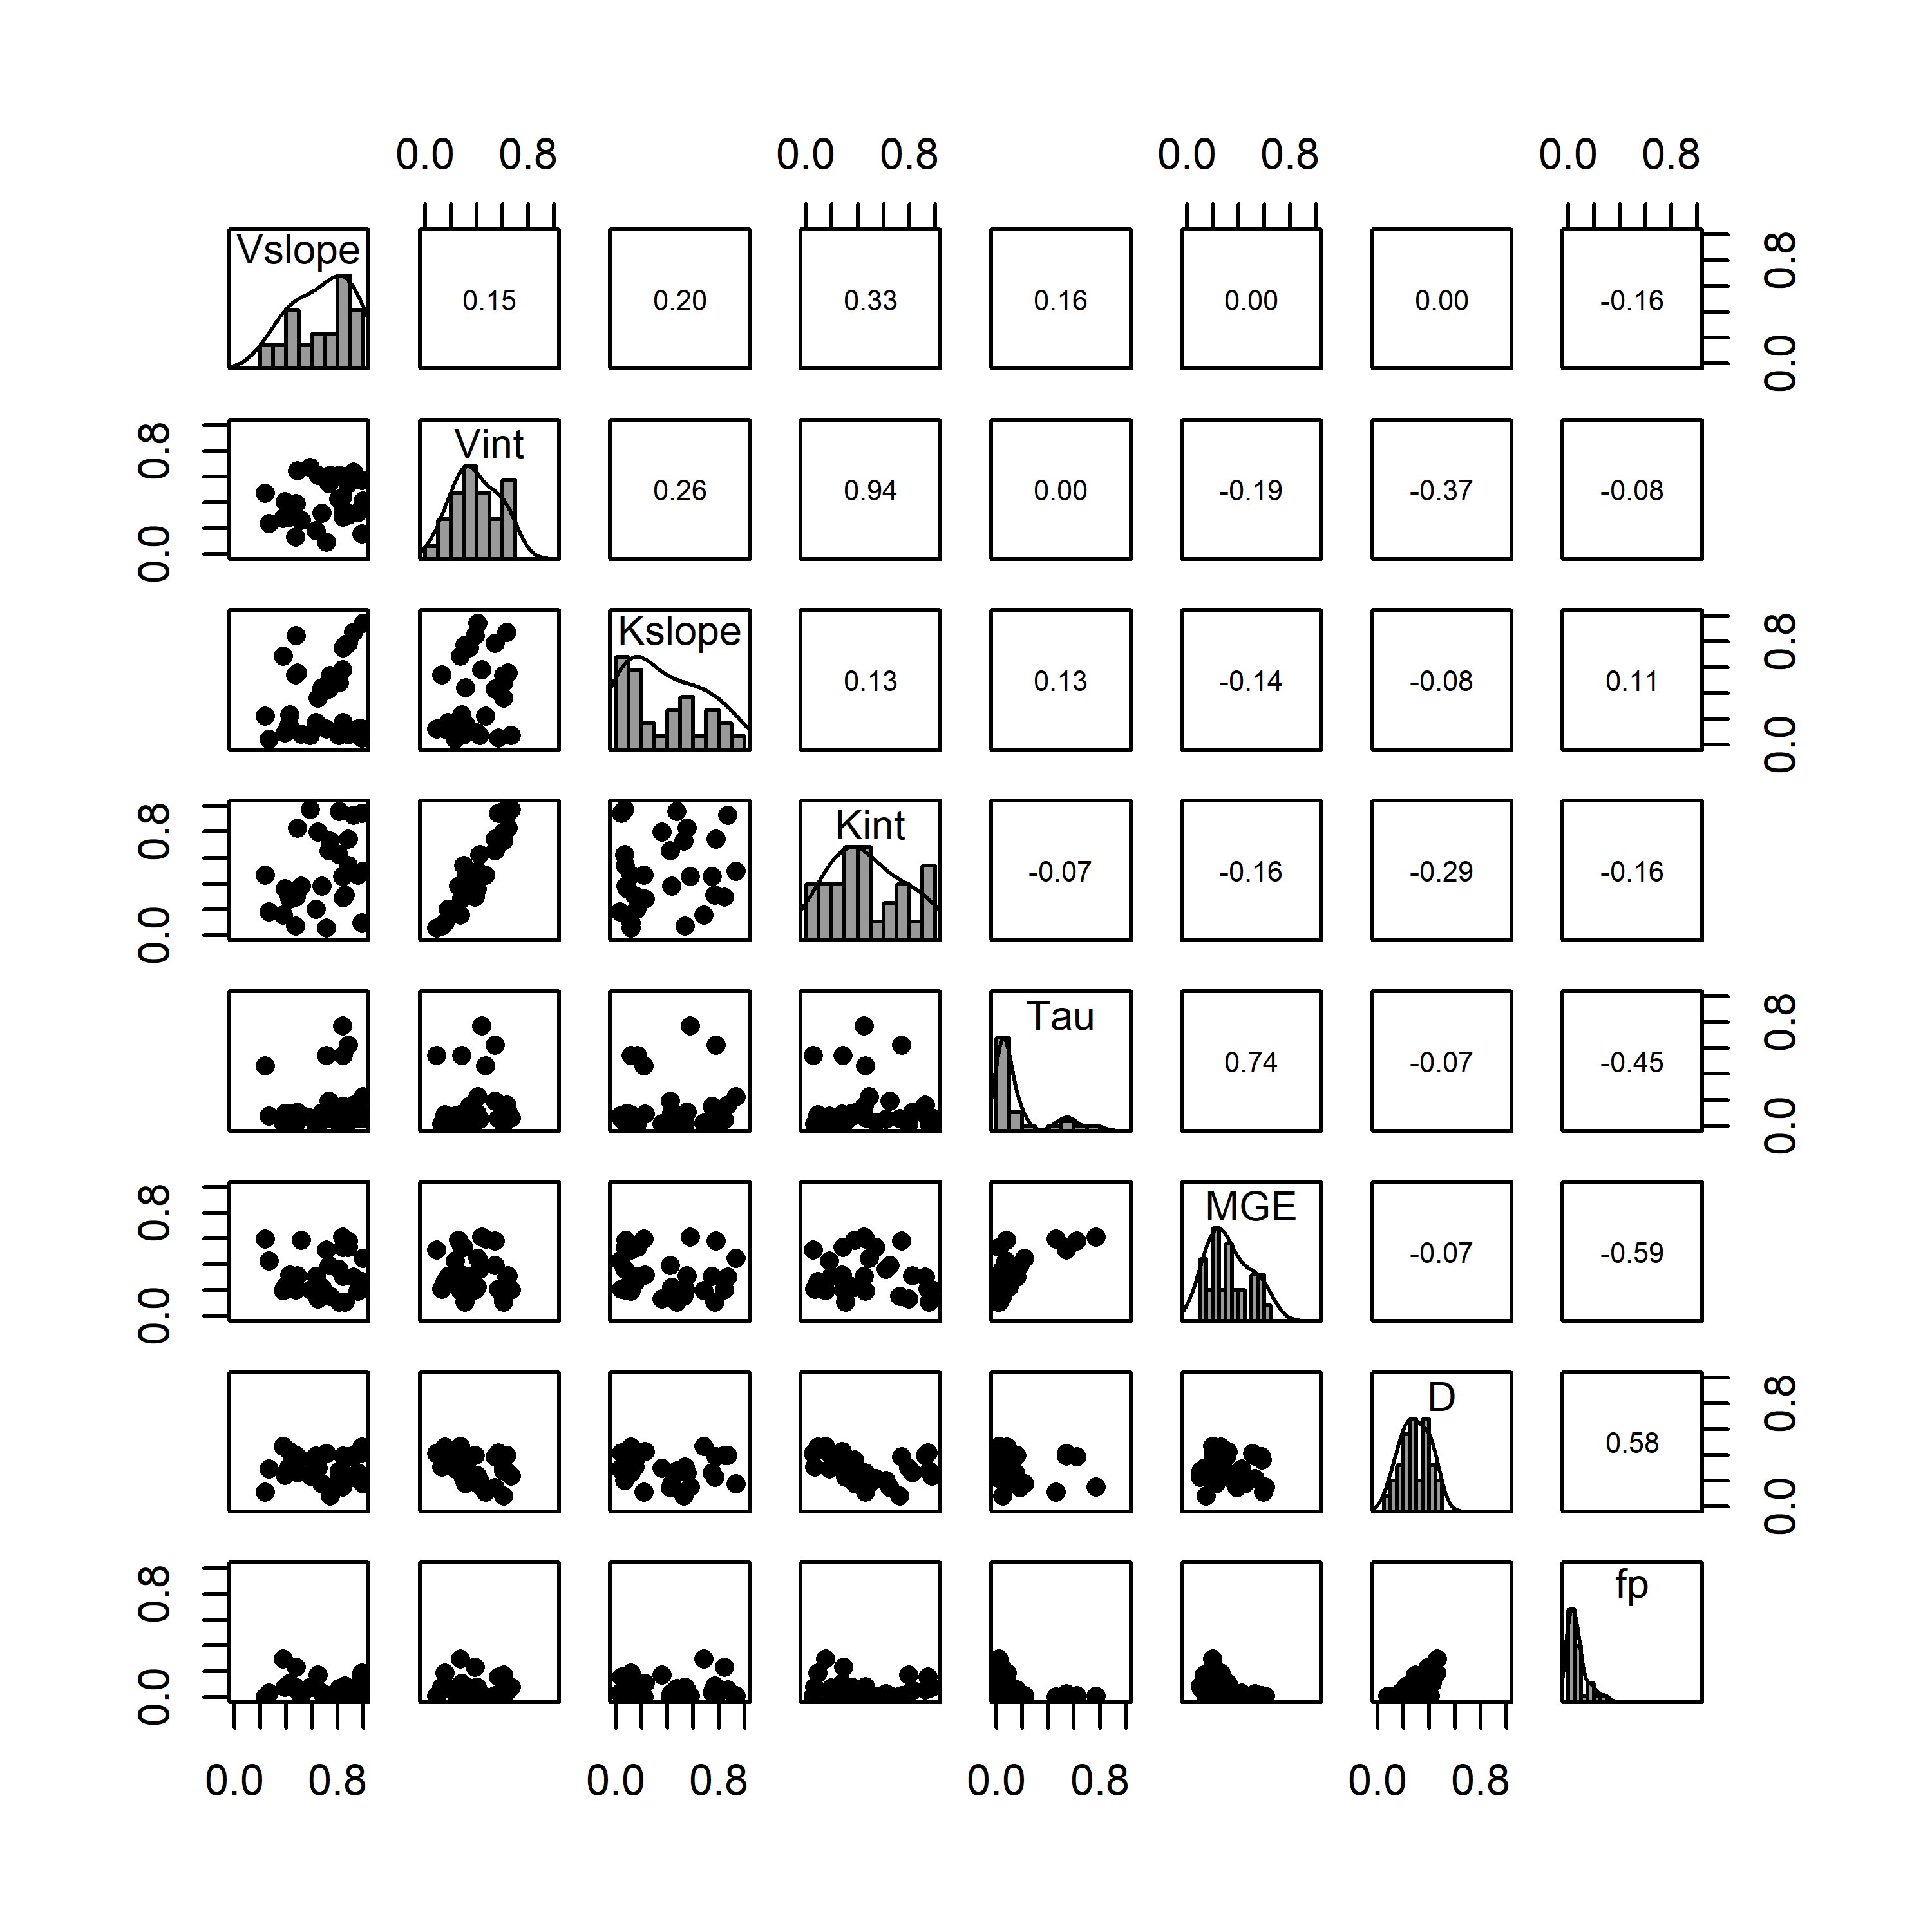 0.0 0.8 0.0 0.8 0.0 0.8 0.0 0.8
Vslope 0.15 0.20 0.33 0.16 0.00 0.00 -0.16 0.0 0.8
0.0 0.8 Vint 0.26 0.94 0.00 -0.19 -0.37 -0.08
Kslope 0.13 0.13 -0.14 -0.08 0.11 0.0 0.8
0.0 0.8 Kint -0.07 -0.16 -0.29 -0.16
Tau 0.74 -0.07 -0.45 0.0 0.8
0.0 0.8 MGE -0.07 -0.59
D 0.58 0.0 0.8
0.0 0.8 fp
0.0 0.8 0.0 0.8 0.0 0.8 0.0 0.8